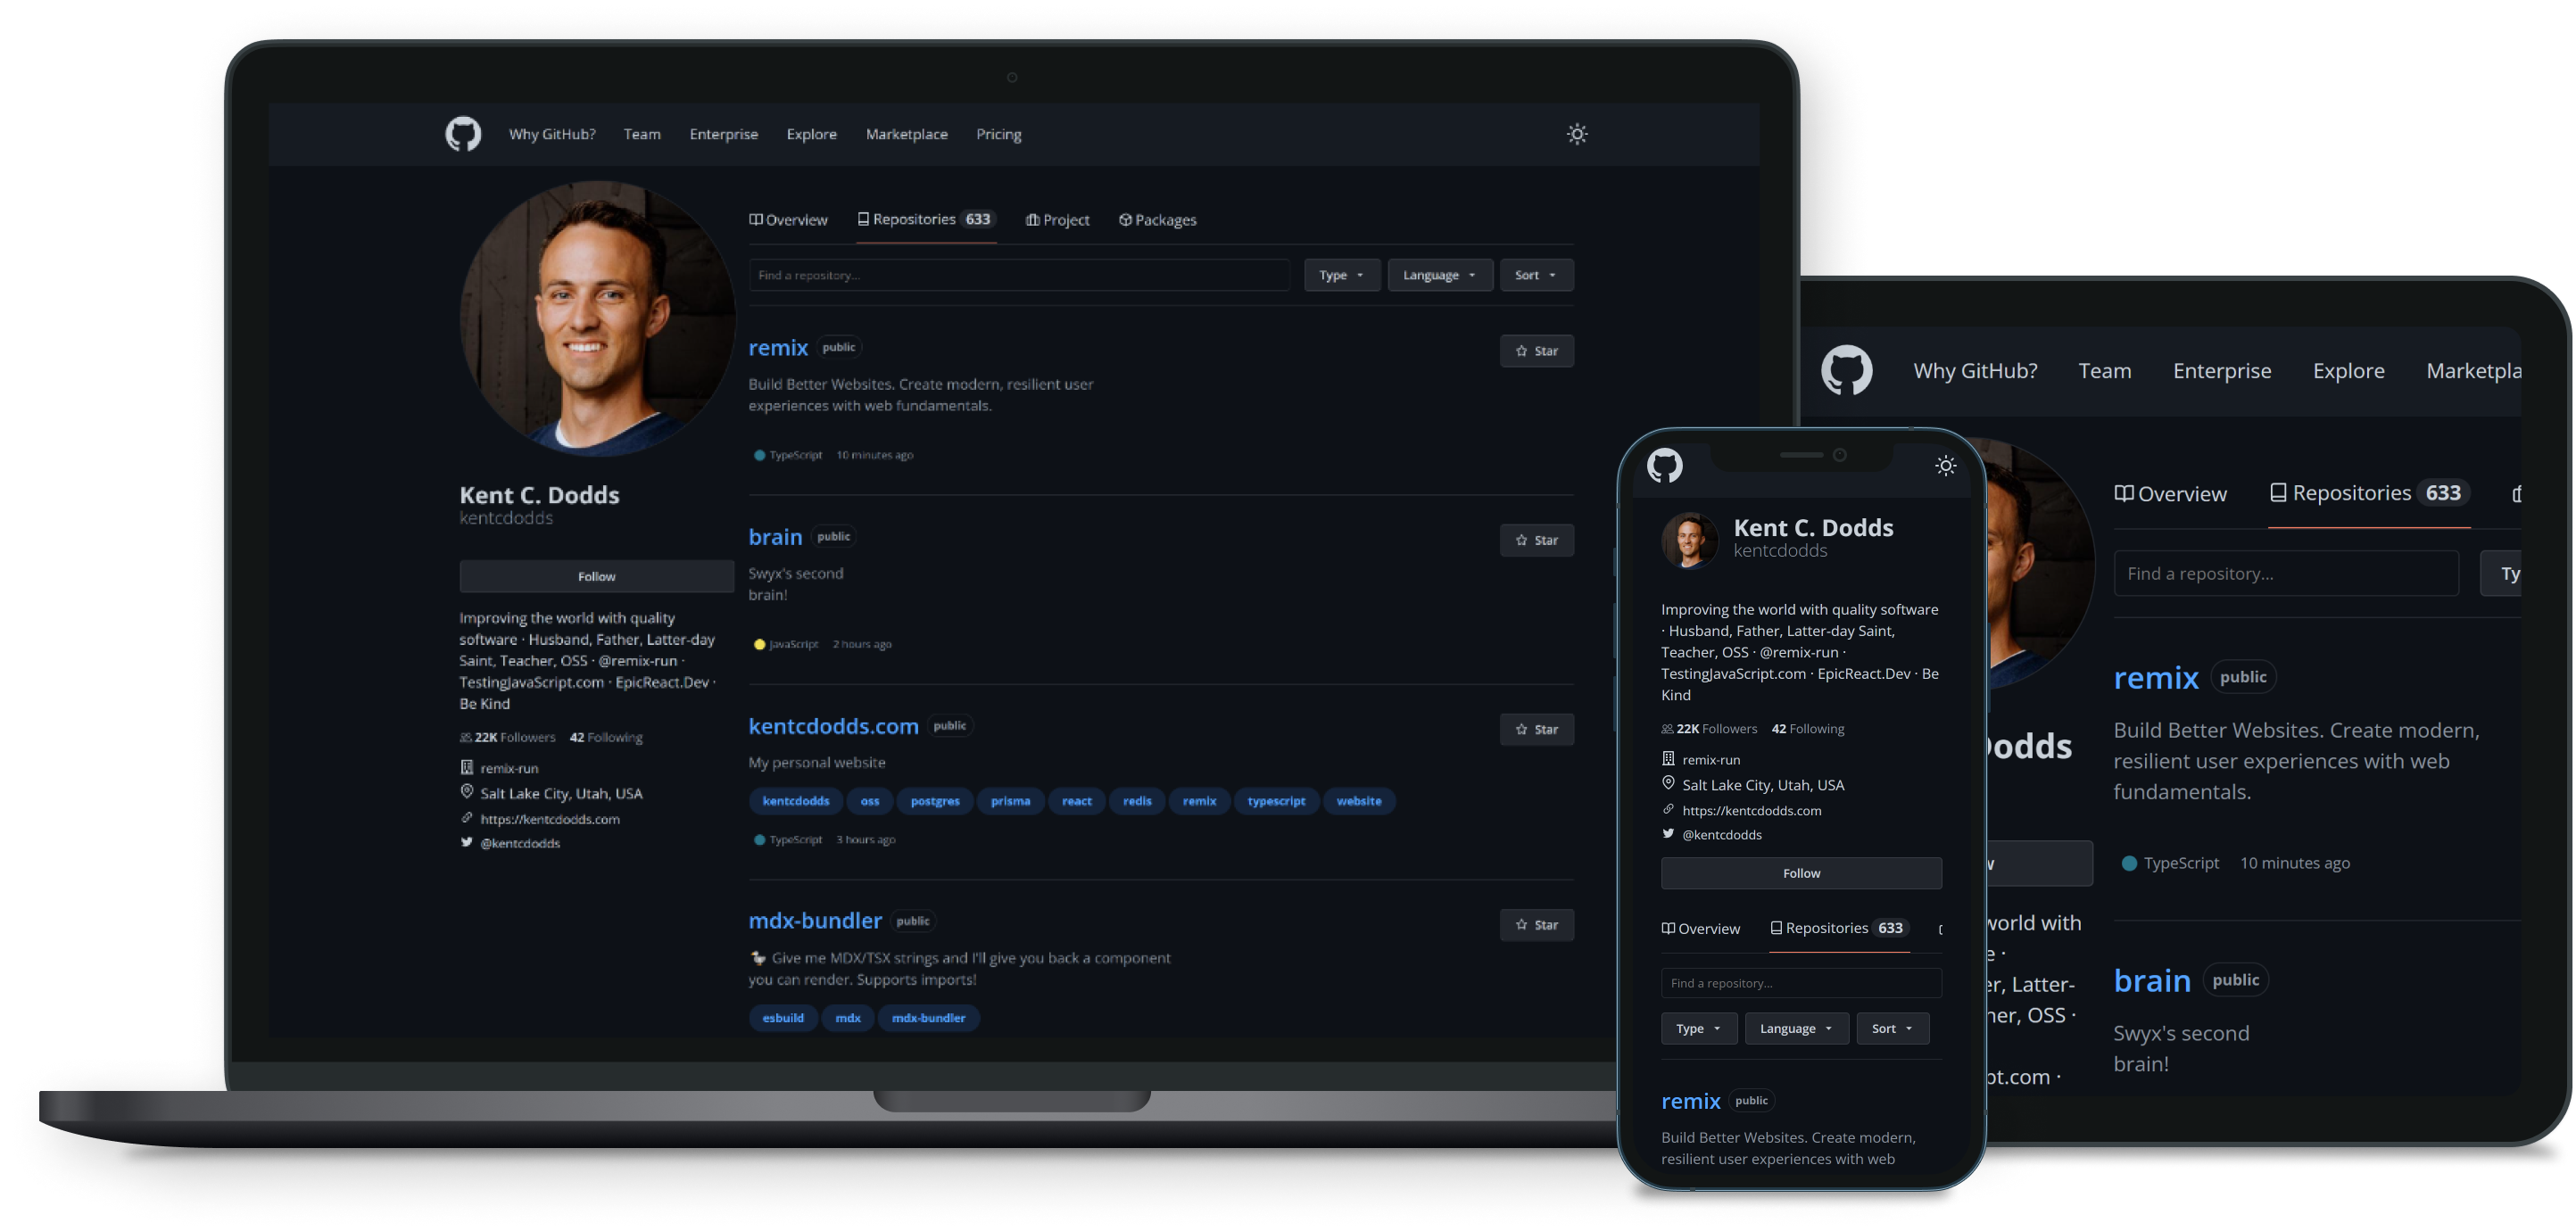 Why GitHub? Team Enterprise Explore Marketplace Pricing
Overview Repositories 633 Project Packages
Find a repository... Type Language Sort
remix public Star
Build Better Websites. Create modern, resilient user
experiences with web fundamentals.
TypeScript 10 minutes ago
Kent C. Dodds
kentcdodds
Follow
Improving the world with quality
software · Husband, Father, Latter-day
Saint, Teacher, OSS · @remix-run ·
TestingJavaScript.com · EpicReact.Dev ·
Be Kind
22K Followers 42 Following
remix-run
Salt Lake City, Utah, USA
https://kentcdodds.com
@kentcdodds
brain public Star
Swyx's second
brain!
JavaScript 2 hours ago
kentcdodds.com public Star
My personal website
kentcdodds oss postgres prisma react redis remix typescript website
TypeScript 3 hours ago
mdx-bundler public Star
Give me MDX/TSX strings and I'll give you back a component
you can render. Supports imports!
esbuild mdx mdx-bundler
Kent C. Dodds
kentcdodds
Improving the world with quality software
· Husband, Father, Latter-day Saint,
Teacher, OSS · @remix-run ·
TestingJavaScript.com · EpicReact.Dev · Be
Kind
22K Followers 42 Following
remix-run
Salt Lake City, Utah, USA
https://kentcdodds.com
@kentcdodds
Follow
Overview Repositories 633
Find a repository...
Type Language Sort
remix public
Build Better Websites. Create modern,
resilient user experiences with web
Why GitHub? Team Enterprise Explore Marketpla
Overview Repositories 633
Find a repository... Ty
odds
w
world with
e ·
er, Latter-
her, OSS ·
pt.com ·
remix public
Build Better Websites. Create modern,
resilient user experiences with web
fundamentals.
TypeScript 10 minutes ago
brain public
Swyx's second
brain!